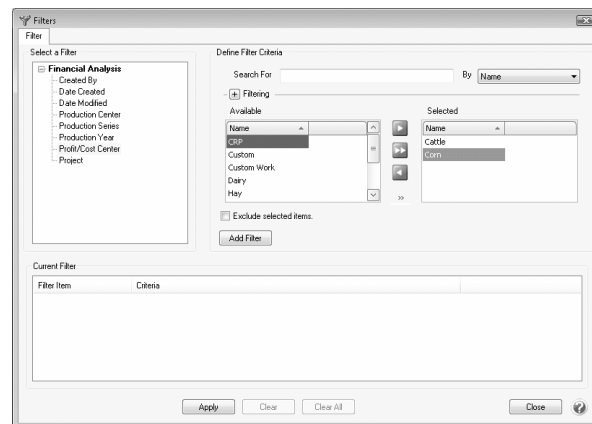 Filters
Filter
Select a Filter
Financial Analysis
Created By
Date Created
Date Modified
Production Center
Production Series
Production Year
Profit/Cost Center
Project
Define Filter Criteria
Search For
By Name
Filtering
Available
Name
CRP
Custom
Custom Work
Dairy
Hay
Selected
Name
Cattle
Corn
Exclude selected items.
Add Filter
Current Filter
Filter Item Criteria
Apply Clear Clear All Close